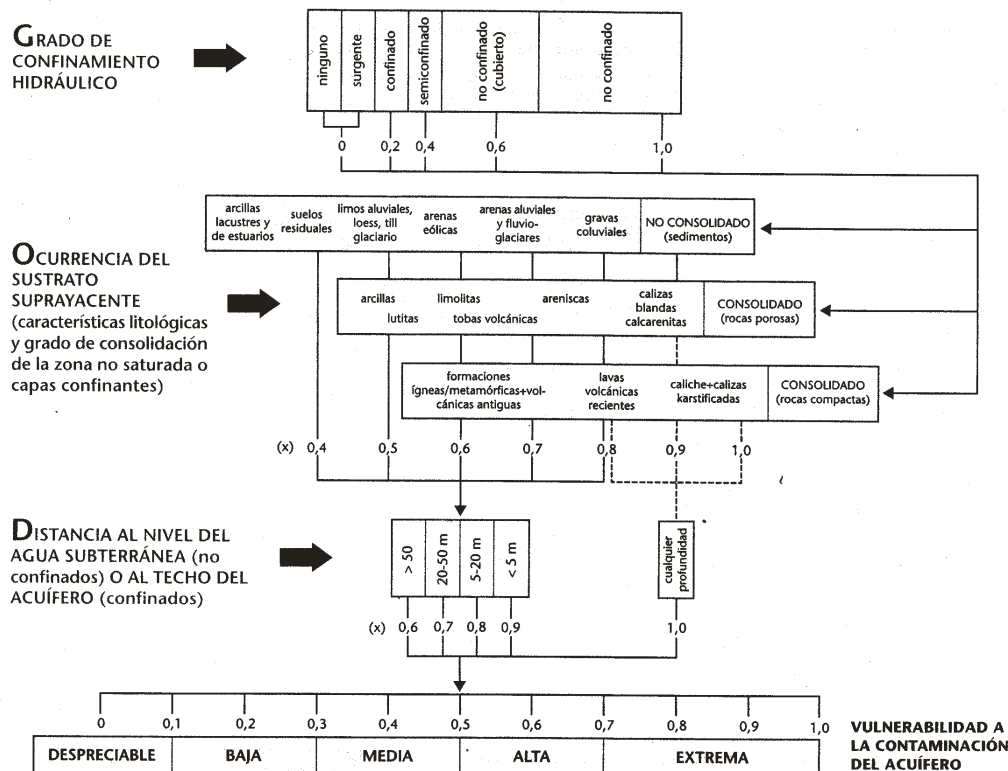 GRADO DE
CONFINAMIENTO
HIDRÁULICO
ninguno
surgente
confinado
semiconfinado
no confinado
(cubierto)
no confinado
0
0,2
0,4
0,6
1,0
OCURRENCIA DEL
SUSTRATO
SUPRAYACENTE
(características litológicas
y grado de consolidación
de la zona no saturada o
capas confinantes)
arcillas
lacustres y
de estuarios
suelos
residuales
limos aluviales,
loess, till
glaciario
arenas
eólicas
arenas aluviales
y fluvio-
glaciares
gravas
coluviales
NO CONSOLIDADO
(sedimentos)
arcillas
lutitas
limolitas
tobas volcánicas
areniscas
calizas
blandas
calcarenitas
CONSOLIDADO
(rocas porosas)
formaciones
ígneas/metamórficas+vol-
cánicas antiguas
lavas
volcánicas
recientes
caliche+calizas
karstificadas
CONSOLIDADO
(rocas compactas)
(x) 0,4 0,5 0,6 0,7 0,8 0,9 1,0
DISTANCIA AL NIVEL DEL
AGUA SUBTERRÁNEA (no
confinados) O AL TECHO DEL
ACUÍFERO (confinados)
> 50
20-50 m
5-20 m
< 5 m
cualquier
profundidad
(x) 0,6 0,7 0,8 0,9 1,0
0 0,1 0,2 0,3 0,4 0,5 0,6 0,7 0,8 0,9 1,0
DESPRECIABLE BAJA MEDIA ALTA EXTREMA
VULNERABILIDAD A
LA CONTAMINACIÓN
DEL ACUÍFERO